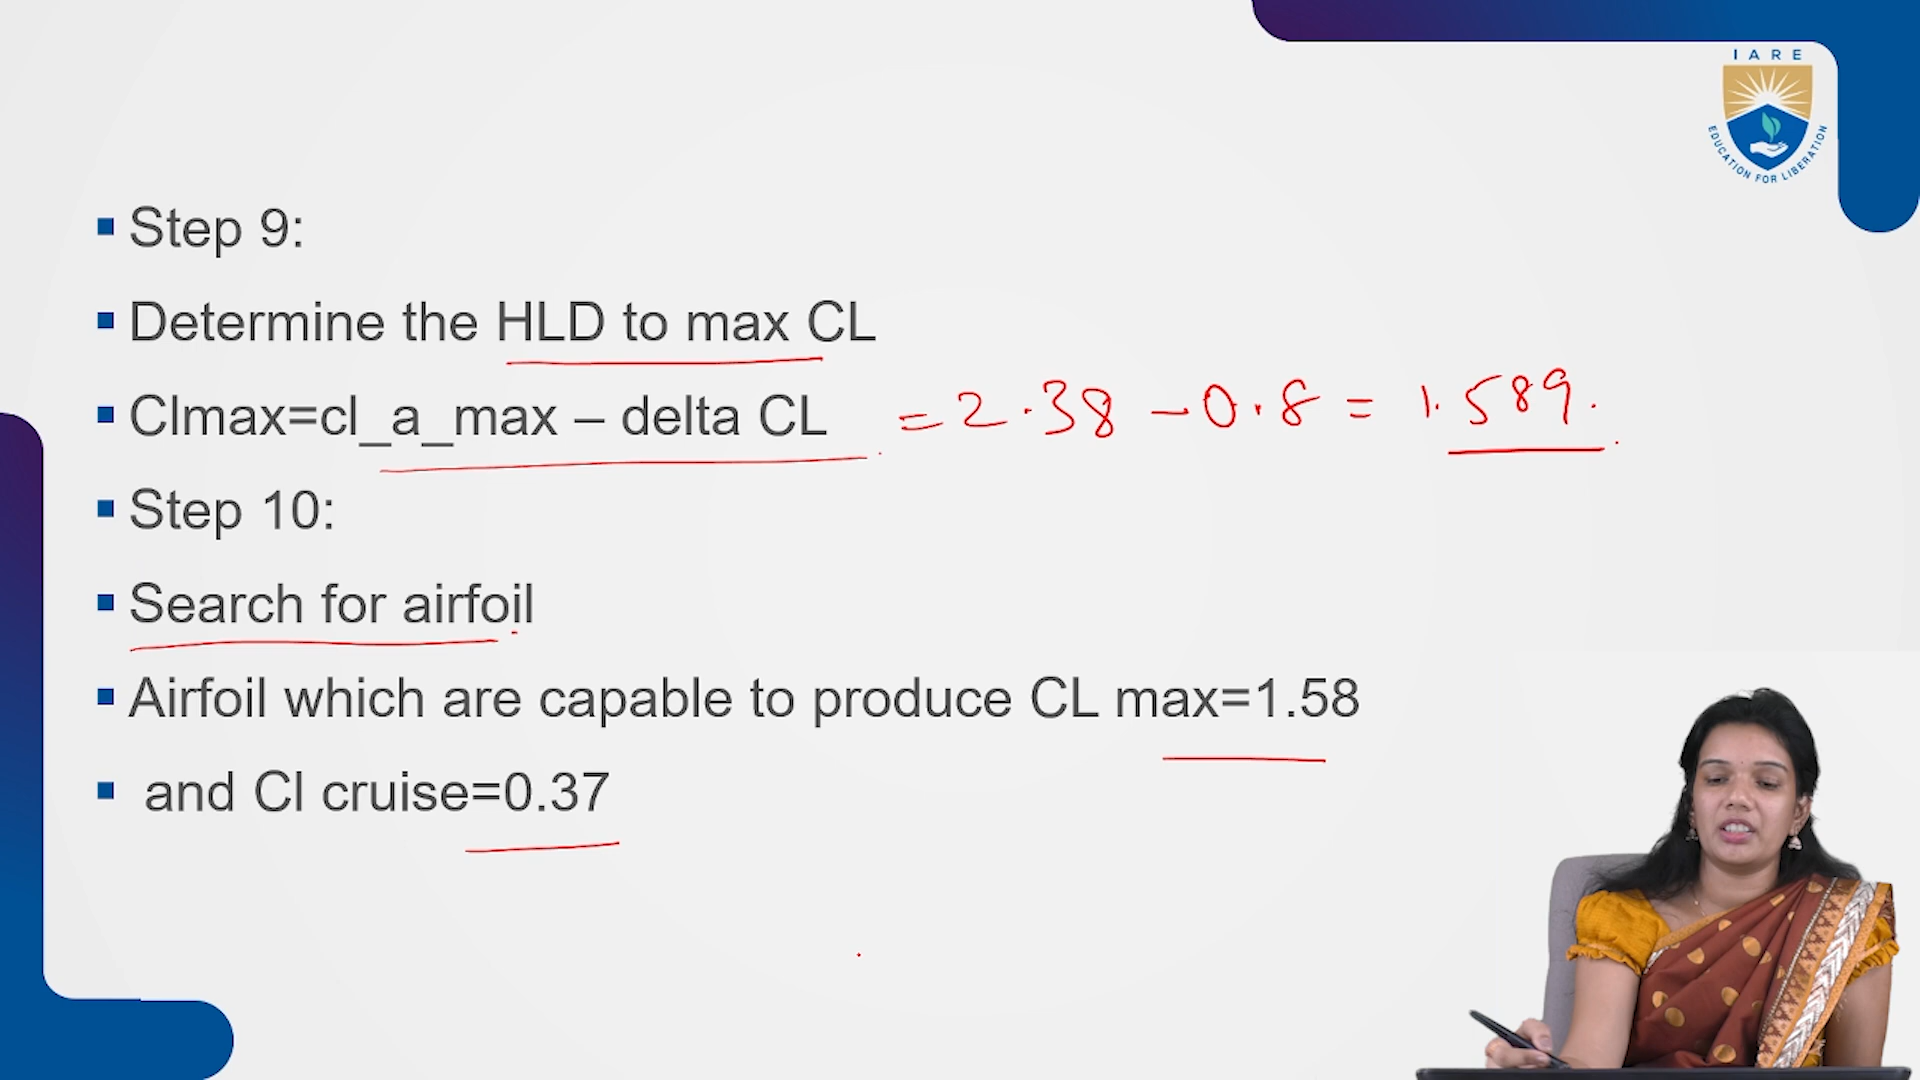 I A R E
EDUCATION FOR LIBERATION
Step 9:
Determine the HLD to max CL
Clmax=cl_a_max – delta CL = 2.38 - 0.8 = 1.589.
Step 10:
Search for airfoil
Airfoil which are capable to produce CL max=1.58
and Cl cruise=0.37